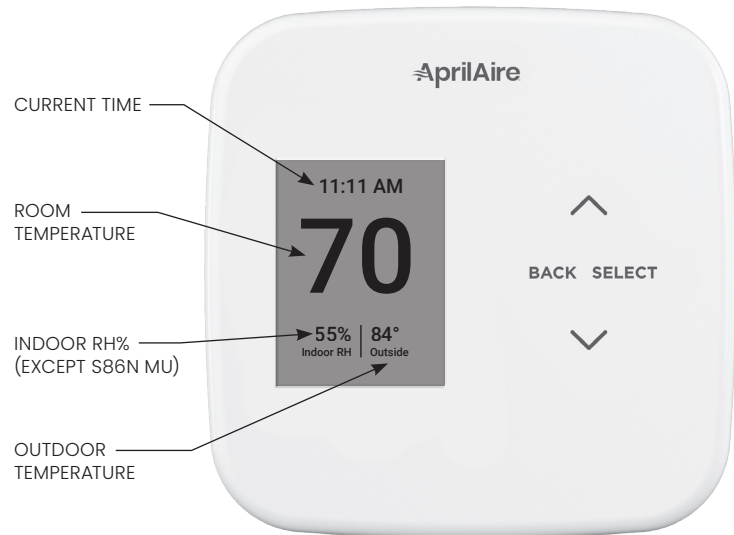 AprilAire
CURRENT TIME
11:11 AM
ROOM
TEMPERATURE
70
BACK SELECT
INDOOR RH%
(EXCEPT S86N MU)
55% 84°
Indoor RH Outside
OUTDOOR
TEMPERATURE